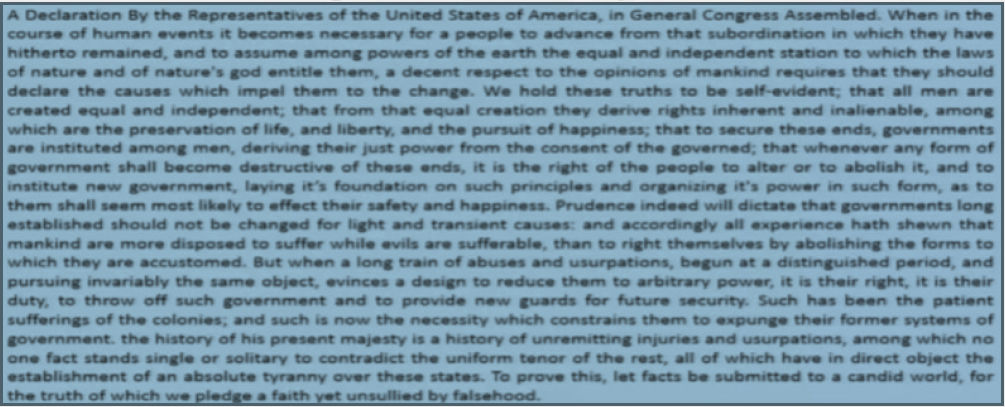 A Declaration By the Representatives of the United States of America, in General Congress Assembled. When in the
course of human events it becomes necessary for a people to advance from that subordination in which they have
hitherto remained, and to assume among powers of the earth the equal and independent station to which the laws
of nature and of nature's god entitle them, a decent respect to the opinions of mankind requires that they should
declare the causes which impel them to the change. We hold these truths to be self-evident; that all men are
created equal and independent; that from that equal creation they derive rights inherent and inalienable, among
which are the preservation of life, and liberty, and the pursuit of happiness; that to secure these ends, governments
are instituted among men, deriving their just power from the consent of the governed; that whenever any form of
government shall become destructive of these ends, it is the right of the people to alter or to abolish it, and to
institute new government, laying it's foundation on such principles and organizing it's power in such form, as to
them shall seem most likely to effect their safety and happiness. Prudence indeed will dictate that governments long
established should not be changed for light and transient causes: and accordingly all experience hath shewn that
mankind are more disposed to suffer while evils are sufferable, than to right themselves by abolishing the forms to
which they are accustomed. But when a long train of abuses and usurpations, begun at a distinguished period, and
pursuing invariably the same object, evinces a design to reduce them to arbitrary power, it is their right, it is their
duty, to throw off such government and to provide new guards for future security. Such has been the patient
sufferings of the colonies; and such is now the necessity which constrains them to expunge their former systems of
government. the history of his present majesty is a history of unremitting injuries and usurpations, among which no
one fact stands single or solitary to contradict the uniform tenor of the rest, all of which have in direct object the
establishment of an absolute tyranny over these states. To prove this, let facts be submitted to a candid world, for
the truth of which we pledge a faith yet unsullied by falsehood.